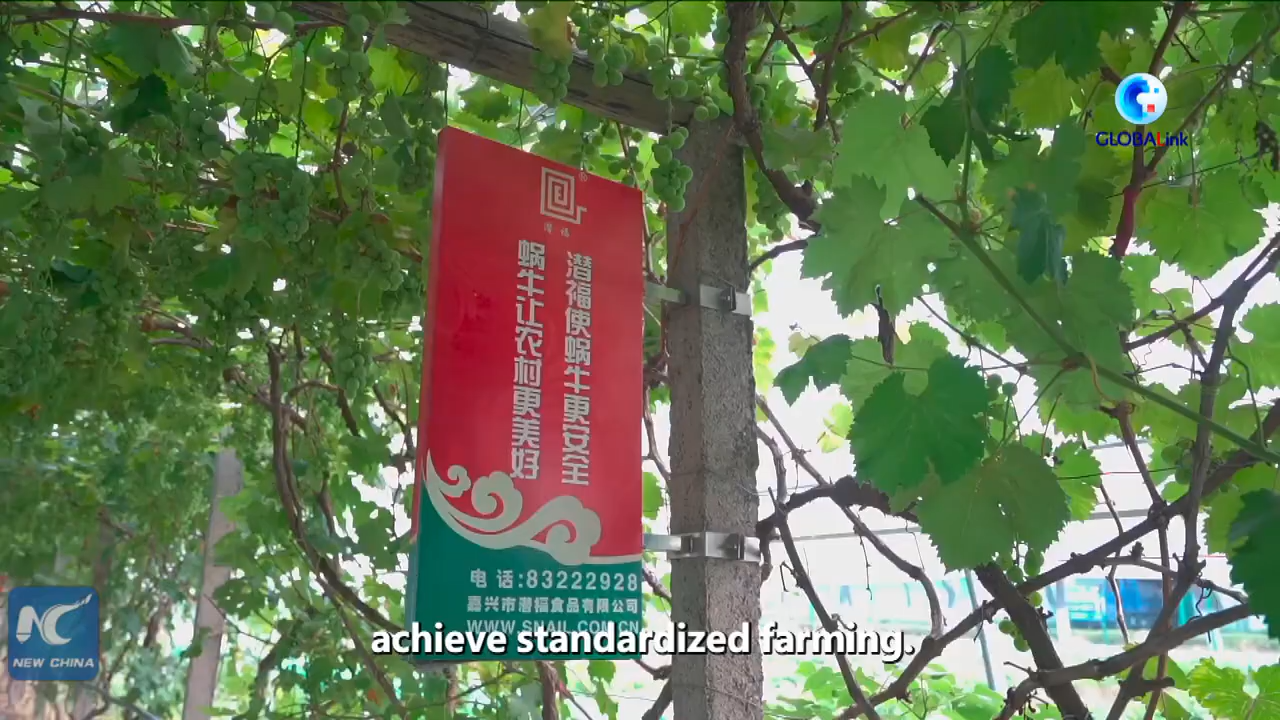 GLOBALink
®
潜福
潜福使蜗牛更安全
蜗牛让农村更美好
电话:83222928
嘉兴市潜福食品有限公司
WWW.SNAIL.COM.CN
achieve standardized farming.
NEW CHINA